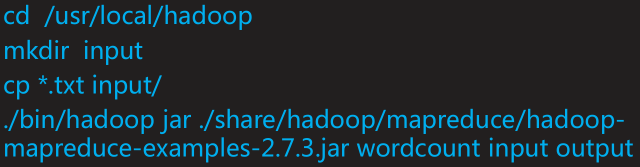 cd  /usr/local/hadoop
mkdir  input
cp *.txt input/
./bin/hadoop jar ./share/hadoop/mapreduce/hadoop-
mapreduce-examples-2.7.3.jar wordcount input output